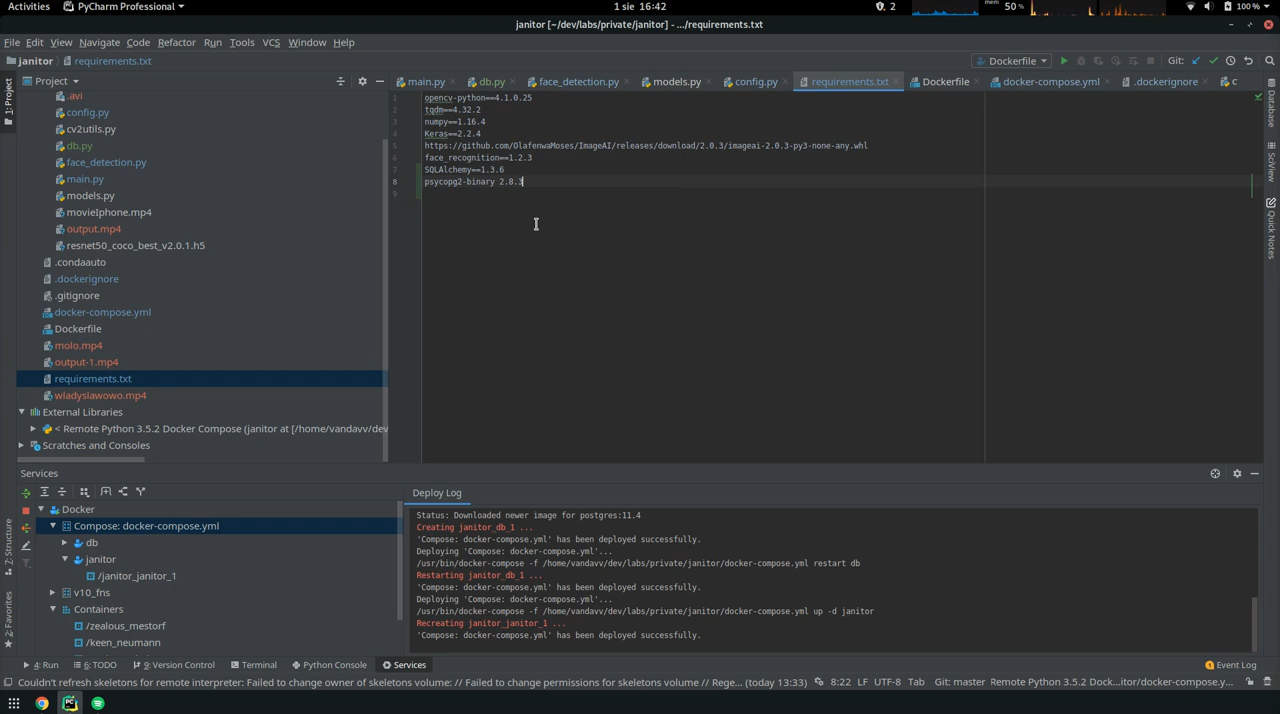 Activities
PyCharm Professional
1 sie 16:42
2
mem
50 %
100 %
janitor [~/dev/labs/private/janitor] - .../requirements.txt
File Edit View Navigate Code Refactor Run Tools VCS Window Help
janitor
requirements.txt
Dockerfile
Git:
Project
main.py
db.py
face_detection.py
models.py
config.py
requirements.txt
Dockerfile
docker-compose.yml
.dockerignore
c
1: Project
.avi
config.py
cv2utils.py
db.py
face_detection.py
main.py
models.py
movieIphone.mp4
output.mp4
resnet50_coco_best_v2.0.1.h5
.condaauto
.dockerignore
.gitignore
docker-compose.yml
Dockerfile
molo.mp4
output-1.mp4
requirements.txt
wladyslawowo.mp4
External Libraries
< Remote Python 3.5.2 Docker Compose (janitor at [/home/vandavv/dev
Scratches and Consoles
1 opencv-python==4.1.0.25
2 tqdm==4.32.2
3 numpy==1.16.4
4 Keras==2.2.4
5 https://github.com/OlafenwaMoses/ImageAI/releases/download/2.0.3/imageai-2.0.3-py3-none-any.whl
6 face_recognition==1.2.3
7 SQLAlchemy==1.3.6
8 psycopg2-binary 2.8.3
9
Database
SciView
Quick Notes
Services
7: Structure
2: Favorites
Docker
Compose: docker-compose.yml
db
janitor
/janitor_janitor_1
v10_fns
Containers
/zealous_mestorf
/keen_neumann
Deploy Log
Status: Downloaded newer image for postgres:11.4
Creating janitor_db_1 ...
'Compose: docker-compose.yml' has been deployed successfully.
Deploying 'Compose: docker-compose.yml'...
/usr/bin/docker-compose -f /home/vandavv/dev/labs/private/janitor/docker-compose.yml restart db
Restarting janitor_db_1 ...
'Compose: docker-compose.yml' has been deployed successfully.
Deploying 'Compose: docker-compose.yml'...
/usr/bin/docker-compose -f /home/vandavv/dev/labs/private/janitor/docker-compose.yml up -d janitor
Recreating janitor_janitor_1 ...
'Compose: docker-compose.yml' has been deployed successfully.
4: Run
6: TODO
9: Version Control
Terminal
Python Console
Services
1 Event Log
Couldn't refresh skeletons for remote interpreter: Failed to change owner of skeletons volume: // Failed to change permissions for skeletons volume // Rege... (today 13:33)
8:22 LF UTF-8 Tab Git: master Remote Python 3.5.2 Dock...itor/docker-compose.y...
PC